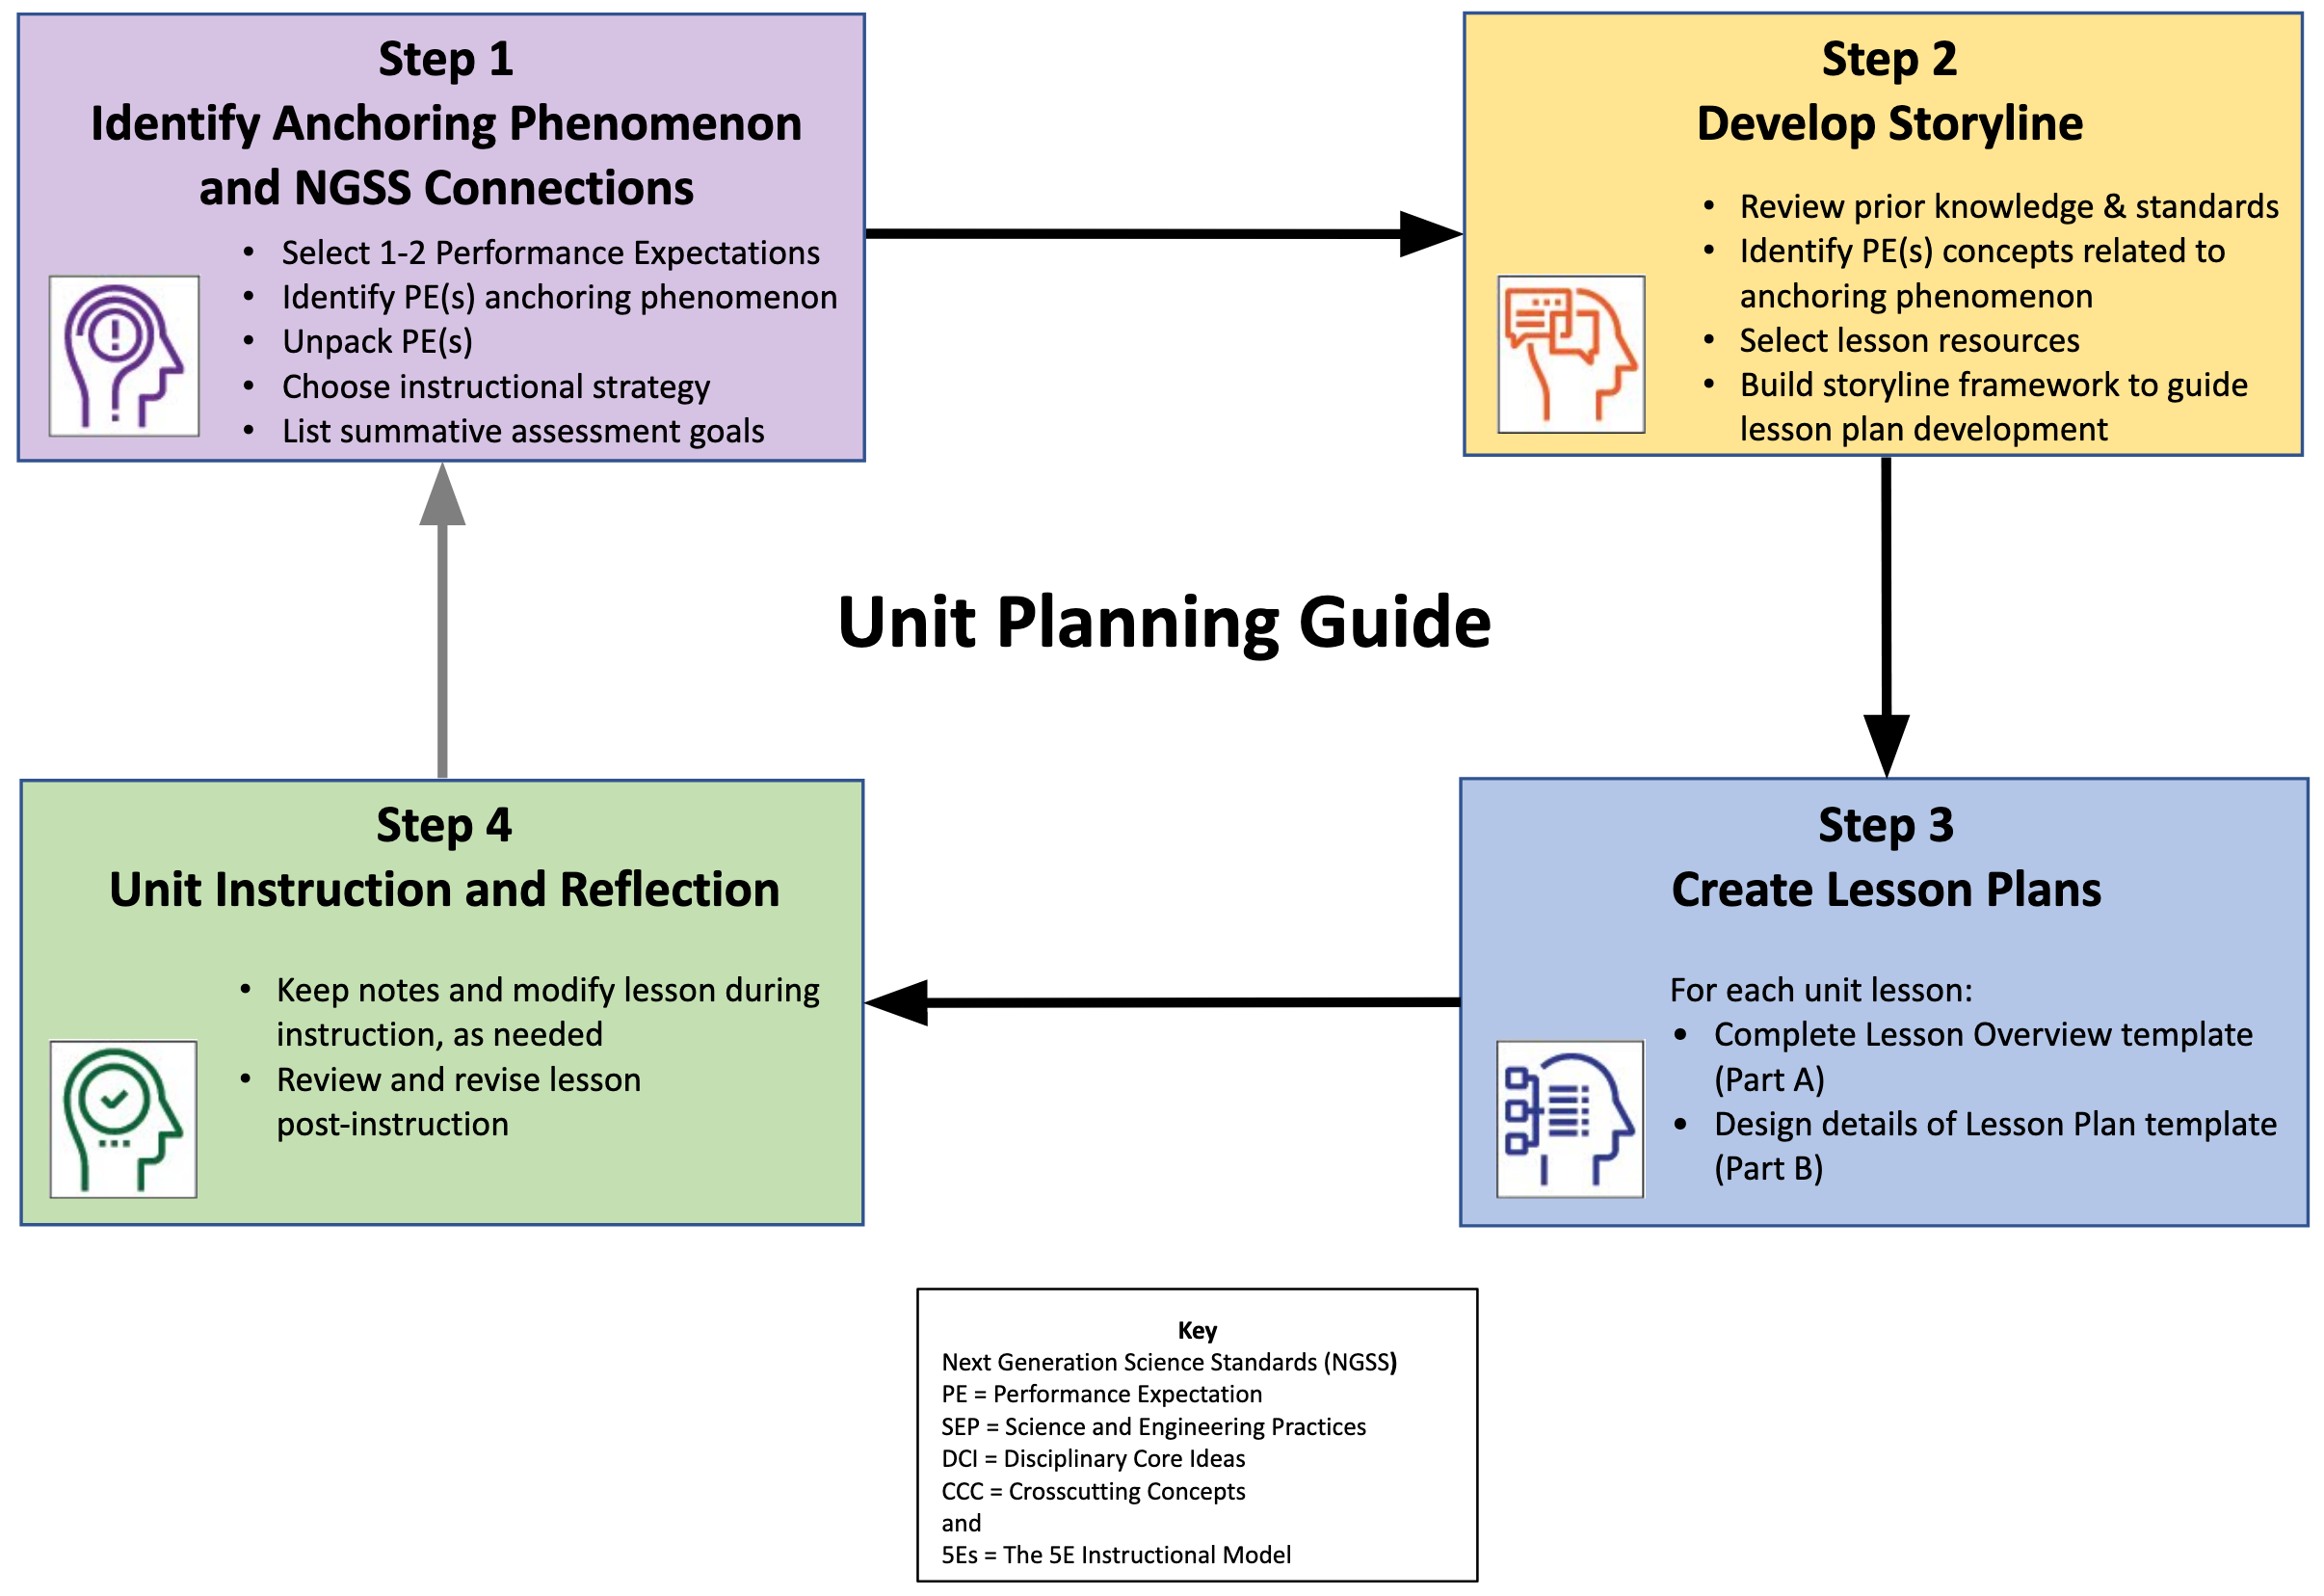 Step 1
Identify Anchoring Phenomenon
and NGSS Connections
• Select 1-2 Performance Expectations
• Identify PE(s) anchoring phenomenon
• Unpack PE(s)
• Choose instructional strategy
• List summative assessment goals
Step 2
Develop Storyline
• Review prior knowledge & standards
• Identify PE(s) concepts related to
anchoring phenomenon
• Select lesson resources
• Build storyline framework to guide
lesson plan development
Unit Planning Guide
Step 4
Unit Instruction and Reflection
• Keep notes and modify lesson during
instruction, as needed
• Review and revise lesson
post-instruction
Step 3
Create Lesson Plans
For each unit lesson:
• Complete Lesson Overview template
(Part A)
• Design details of Lesson Plan template
(Part B)
Key
Next Generation Science Standards (NGSS)
PE = Performance Expectation
SEP = Science and Engineering Practices
DCI = Disciplinary Core Ideas
CCC = Crosscutting Concepts
and
5Es = The 5E Instructional Model